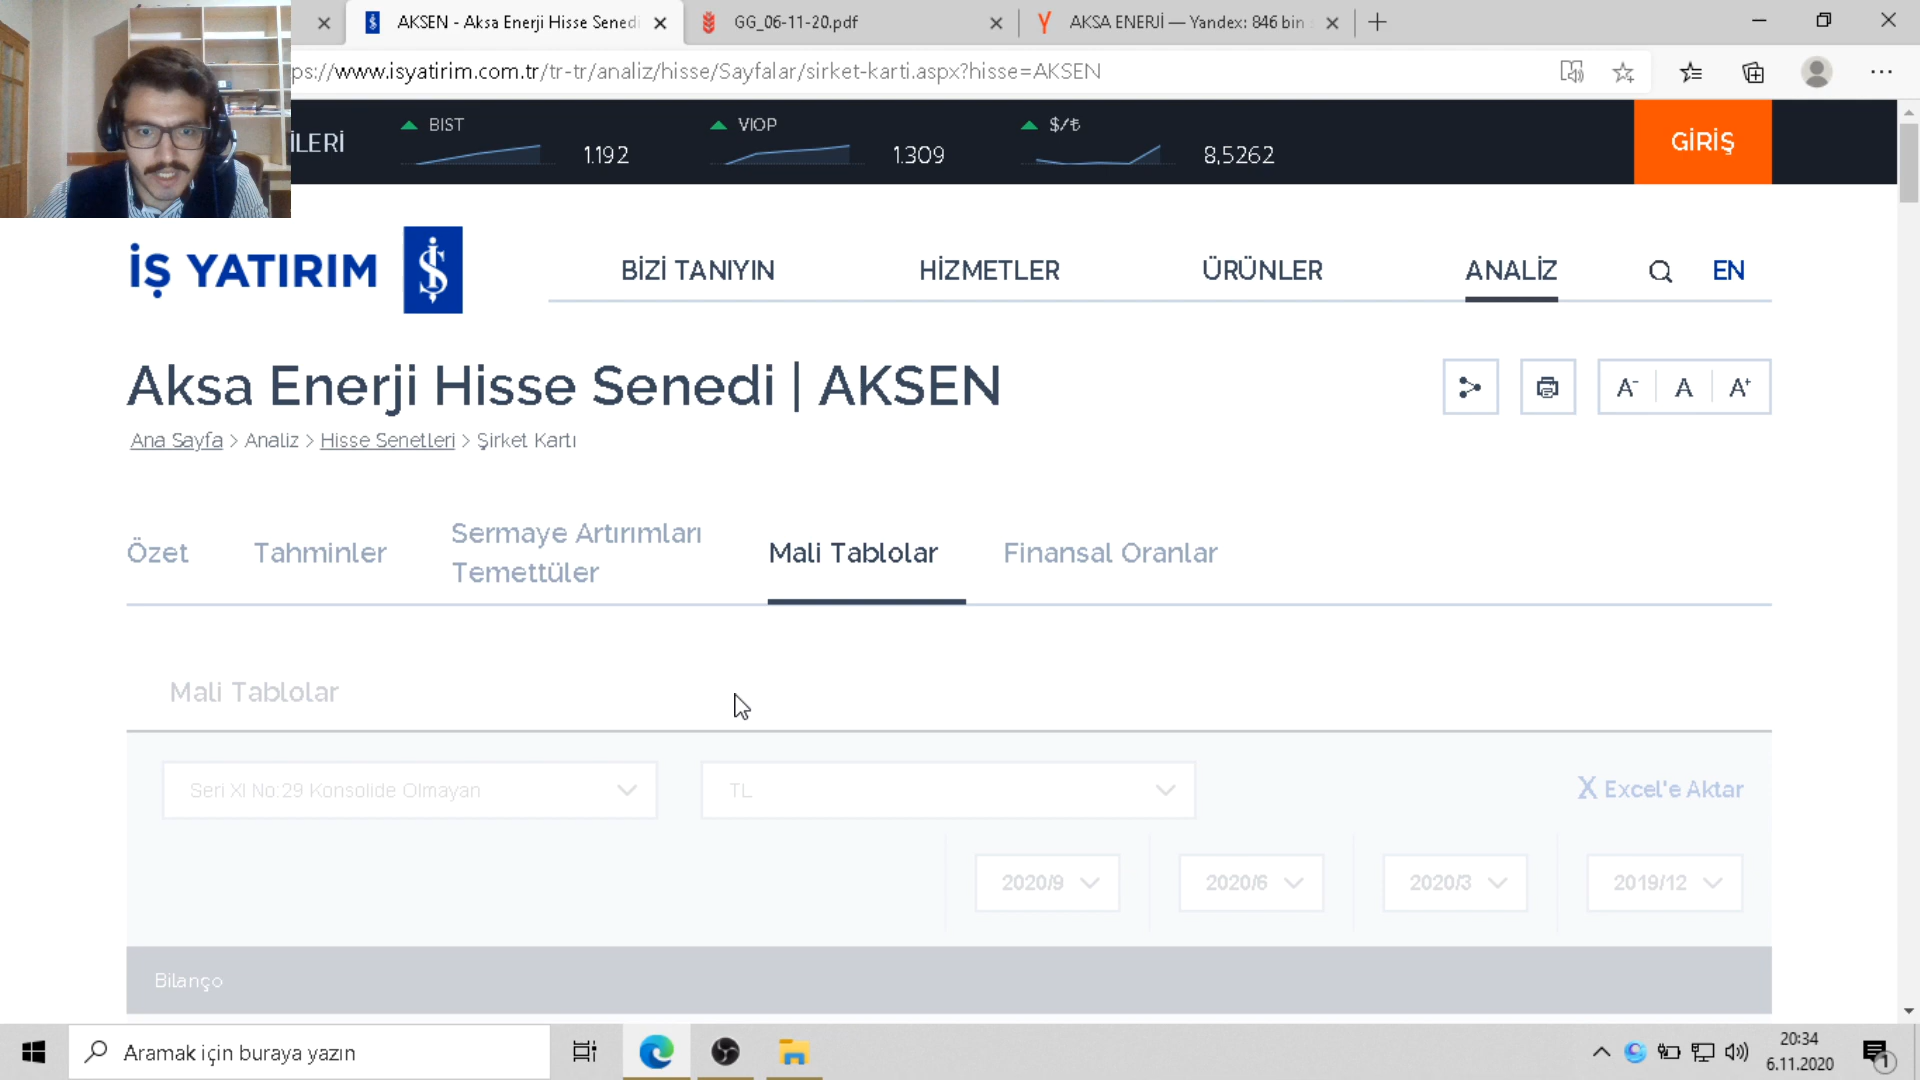 AKSEN - Aksa Enerji Hisse Senedi
GG_06-11-20.pdf
AKSA ENERJİ — Yandex: 846 bin
ps://www.isyatirim.com.tr/tr-tr/analiz/hisse/Sayfalar/sirket-karti.aspx?hisse=AKSEN
İLERİ
BIST
1.192
VIOP
1.309
$/₺
8,5262
GİRİŞ
İŞ YATIRIM
BİZİ TANIYIN
HİZMETLER
ÜRÜNLER
ANALİZ
EN
Aksa Enerji Hisse Senedi | AKSEN
A-
A
A+
Ana Sayfa > Analiz > Hisse Senetleri > Şirket Kartı
Özet
Tahminler
Sermaye Artırımları
Temettüler
Mali Tablolar
Finansal Oranlar
Mali Tablolar
Seri XI No:29 Konsolide Olmayan
TL
X Excel'e Aktar
2020/9
2020/6
2020/3
2019/12
Bilanço
Aramak için buraya yazın
20:34
6.11.2020
1